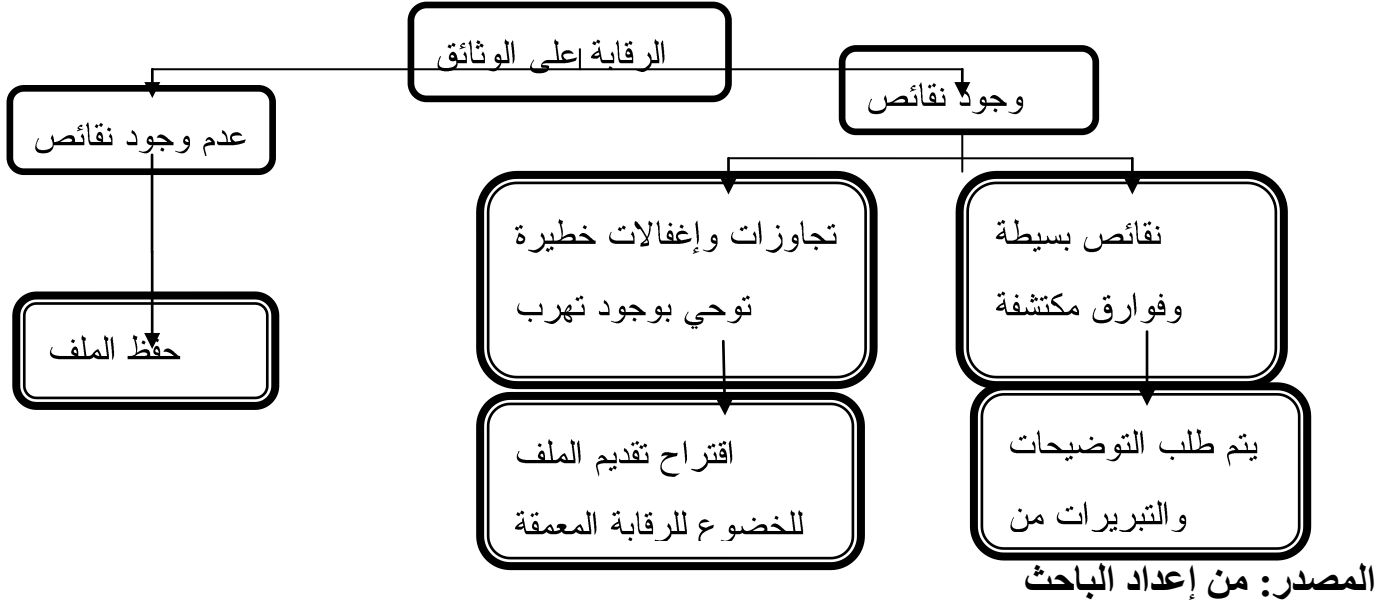 الرقابة على الوثائق
وجود نقائص
عدم وجود نقائص
نقائص بسيطة
وفوارق مكتشفة
تجاوزات وإغفالات خطيرة
توحي بوجود تهرب
حفظ الملف
يتم طلب التوضيحات
والتبريرات من
اقتراح تقديم الملف
للخضوع للرقابة المعمقة
المصدر: من إعداد الباحث